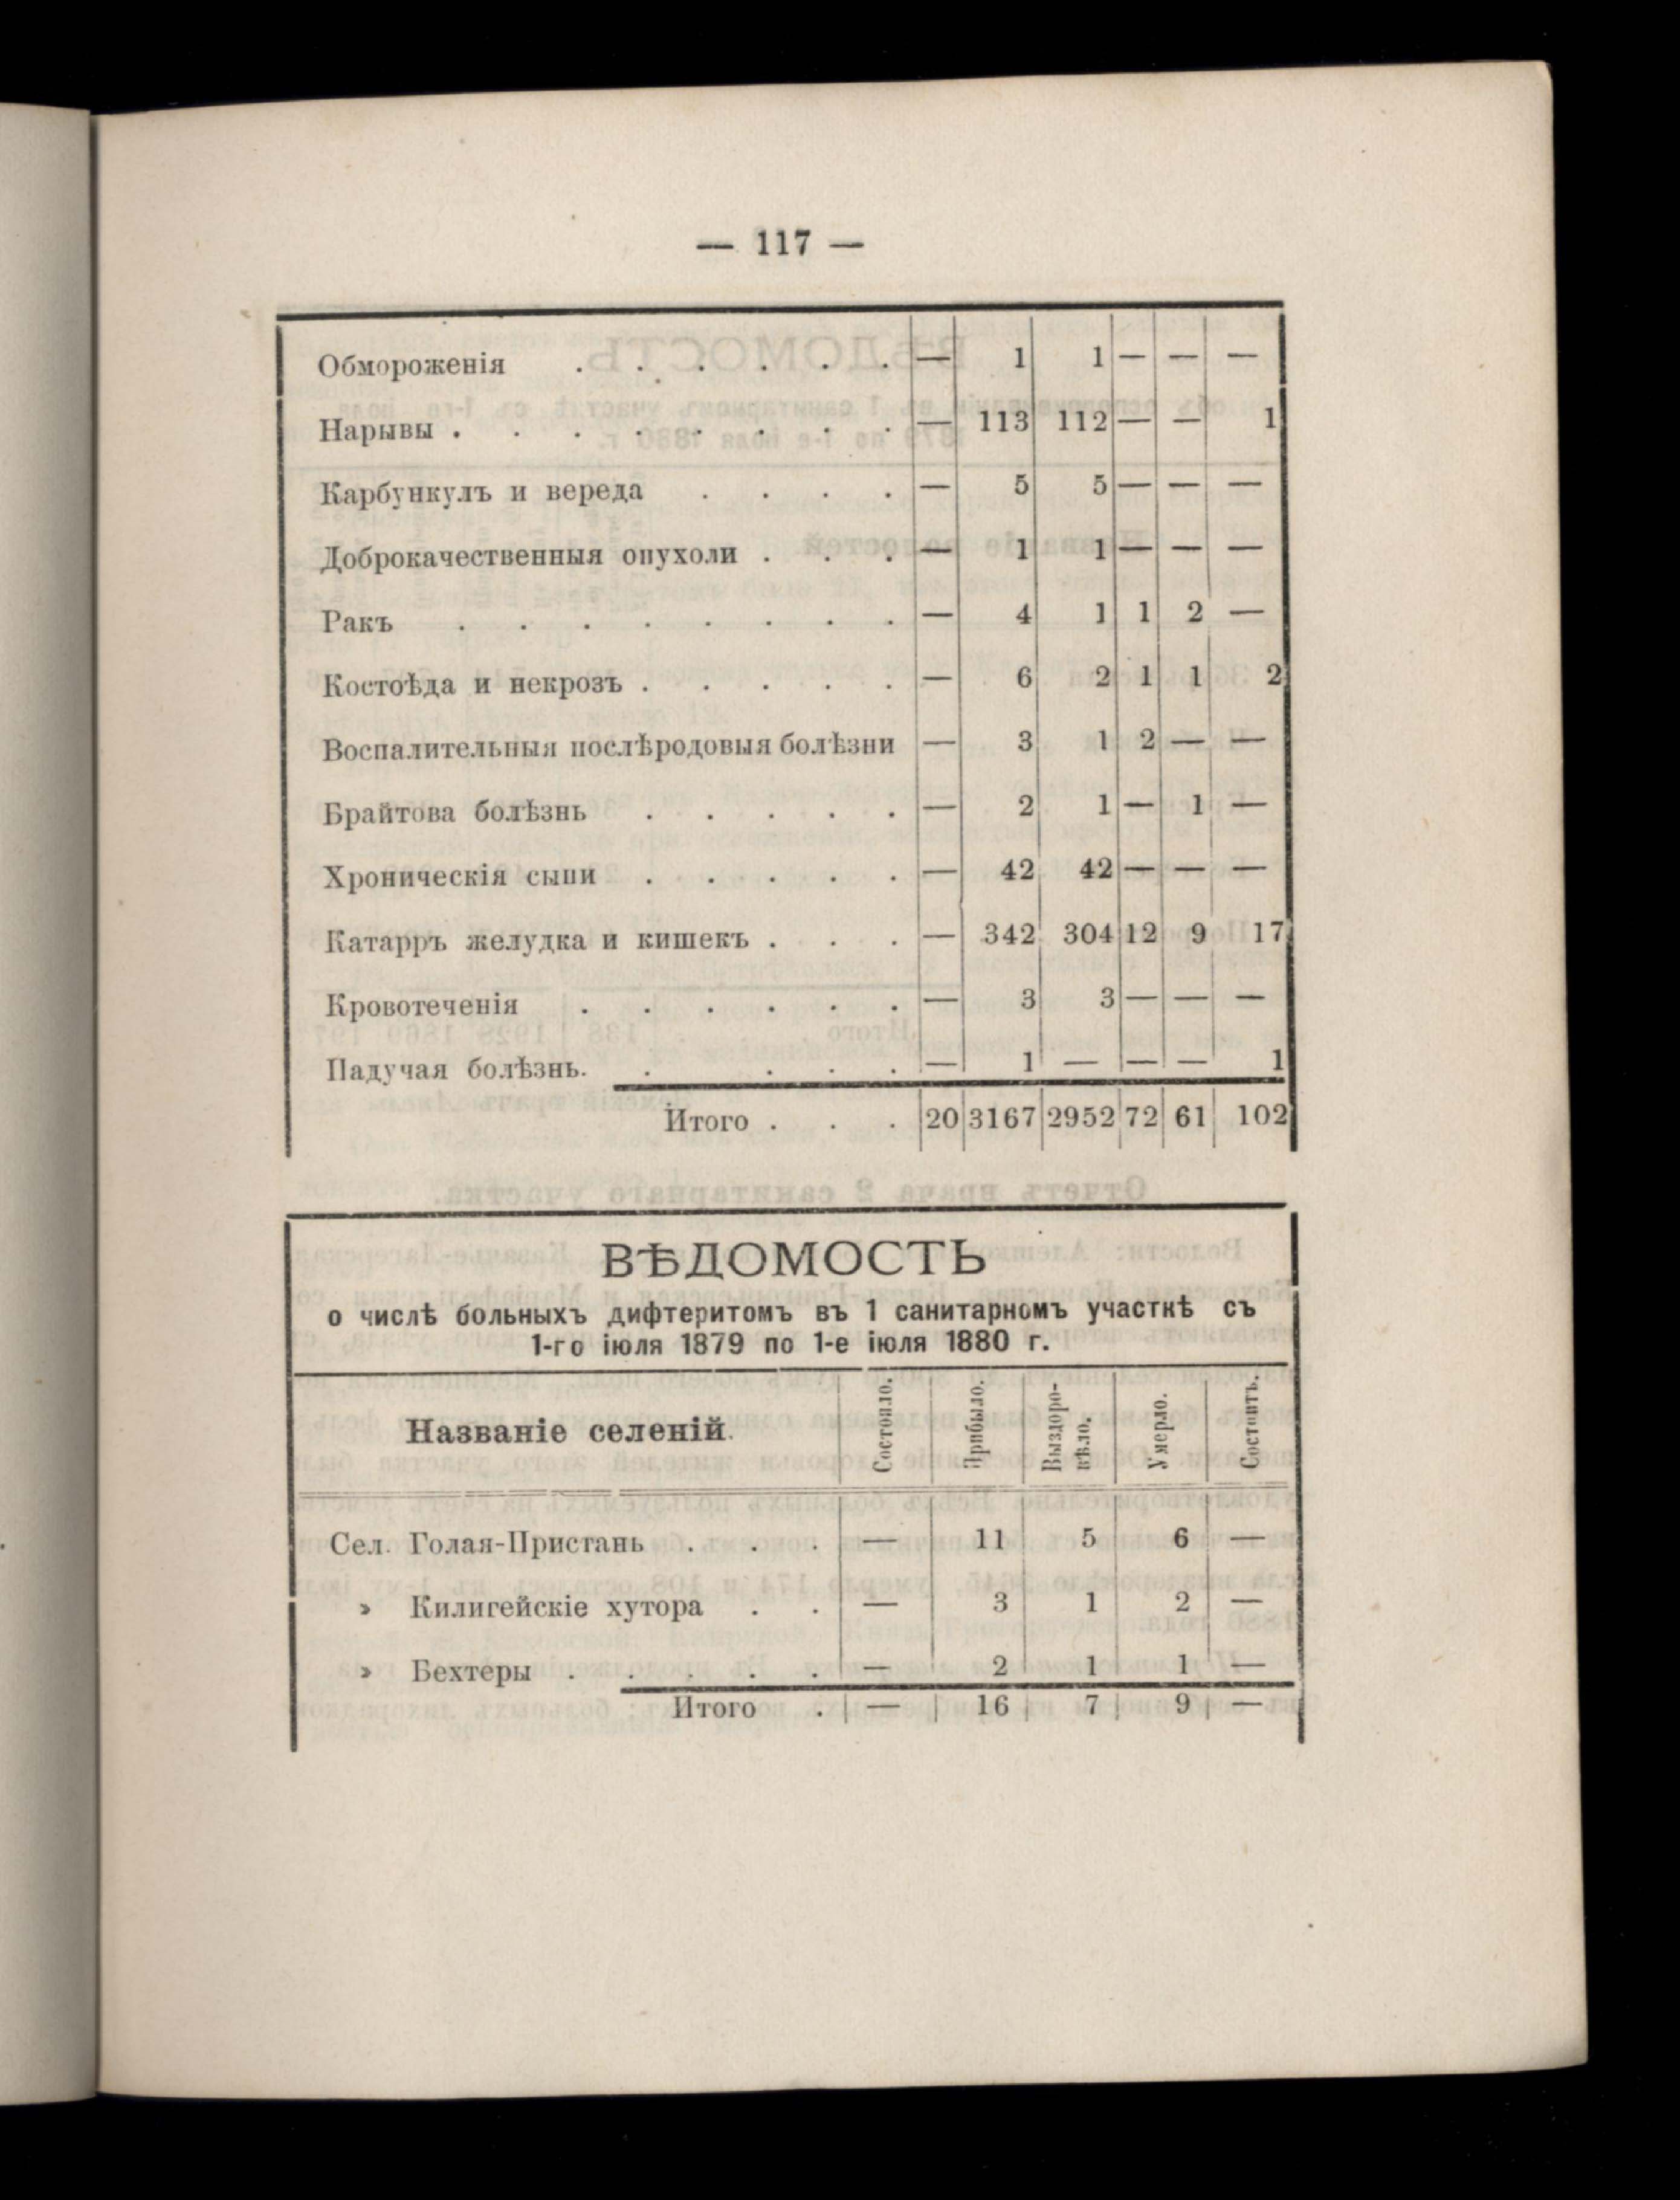 — 117 —
Обмороженія . . . . . . — 1 1 — — —
Нарывы . . . . . . . . — 113 112 — — 1
Карбункулъ и вереда . . . . — 5 5 — — —
Доброкачественныя опухоли . . . — 1 1 — — —
Ракъ . . . . . . . . — 4 1 1 2 —
Костоѣда и некрозъ . . . . . — 6 2 1 1 2
Воспалительныя послѣродовыя болѣзни — 3 1 2 — —
Брайтова болѣзнь . . . . . — 2 1 — 1 —
Хроническія сыпи . . . . . — 42 42 — — —
Катарръ желудка и кишекъ . . . — 342 304 12 9 17
Кровотеченія . . . . . . — 3 3 — — —
Падучая болѣзнь. . . . . — 1 — — — 1
Итого . . . 20 3167 2952 72 61 102
ВѢДОМОСТЬ
о числѣ больныхъ дифтеритомъ въ 1 санитарномъ участкѣ съ
1-го іюля 1879 по 1-е іюля 1880 г.
Названіе селеній. Состояло. Прибыло. Выздоро-вѣло. Умерло. Состоитъ.
Сел. Голая-Пристань . . . — 11 5 6 —
» Килигейскіе хутора . . — 3 1 2 —
» Бехтеры . . . . . — 2 1 1 —
Итого . — 16 7 9 —